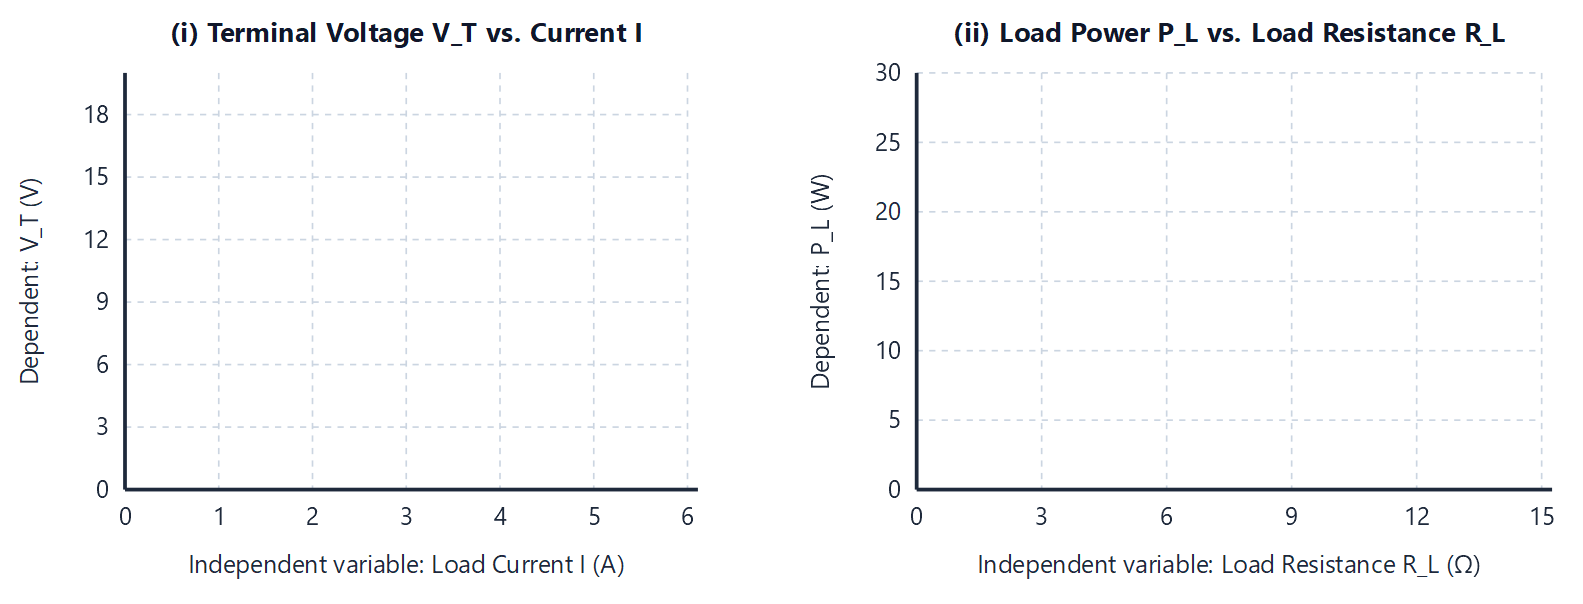 (i) Terminal Voltage V_T vs. Current I
18
15
12
9
6
3
0
Dependent: V_T (V)
0 1 2 3 4 5 6
Independent variable: Load Current I (A)
(ii) Load Power P_L vs. Load Resistance R_L
30
25
20
15
10
5
0
Dependent: P_L (W)
0 3 6 9 12 15
Independent variable: Load Resistance R_L (Ω)